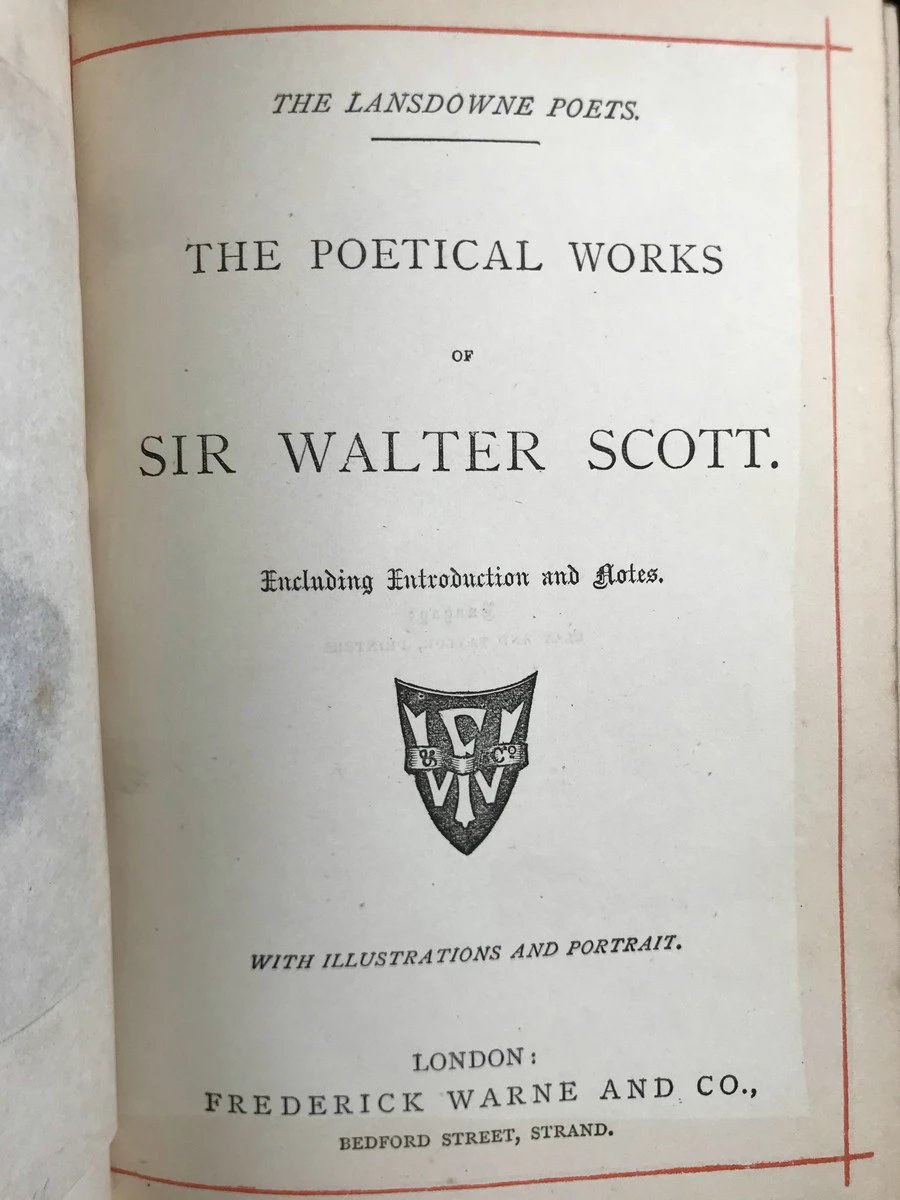 THE LANSDOWNE POETS.
THE POETICAL WORKS
OF
SIR WALTER SCOTT.
Including Introduction and Notes.
F
W
& Co
WITH ILLUSTRATIONS AND PORTRAIT.
LONDON:
FREDERICK WARNE AND CO.,
BEDFORD STREET, STRAND.